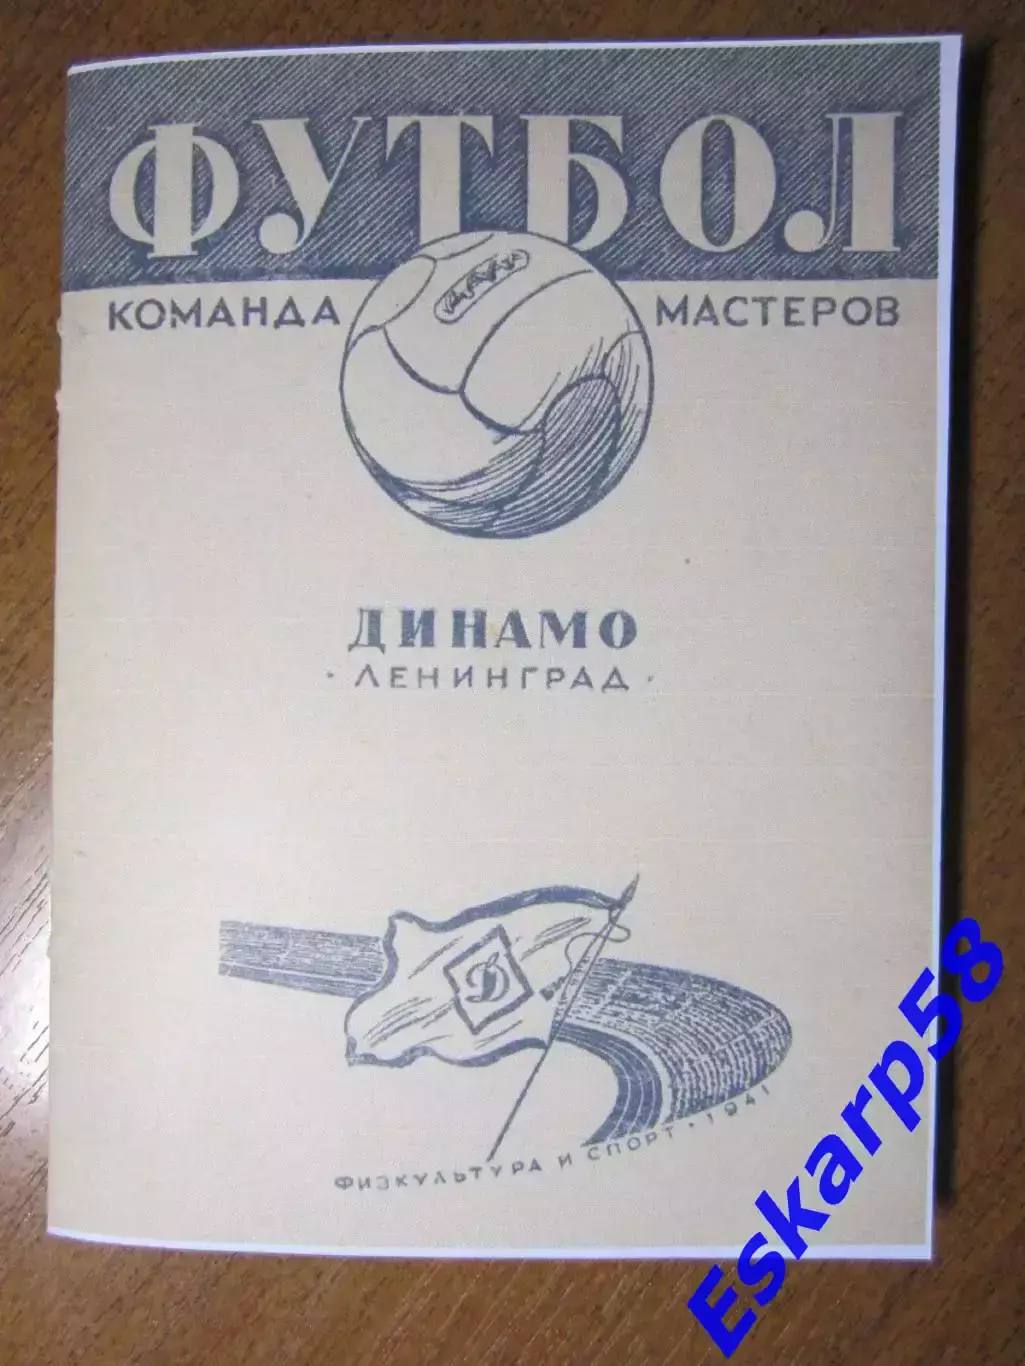 ФУТБОЛ
КОМАНДА МАСТЕРОВ
ДИНАМО
· ЛЕНИНГРАД ·
Д
ФИЗКУЛЬТУРА И СПОРТ · 1941
Eskarp58